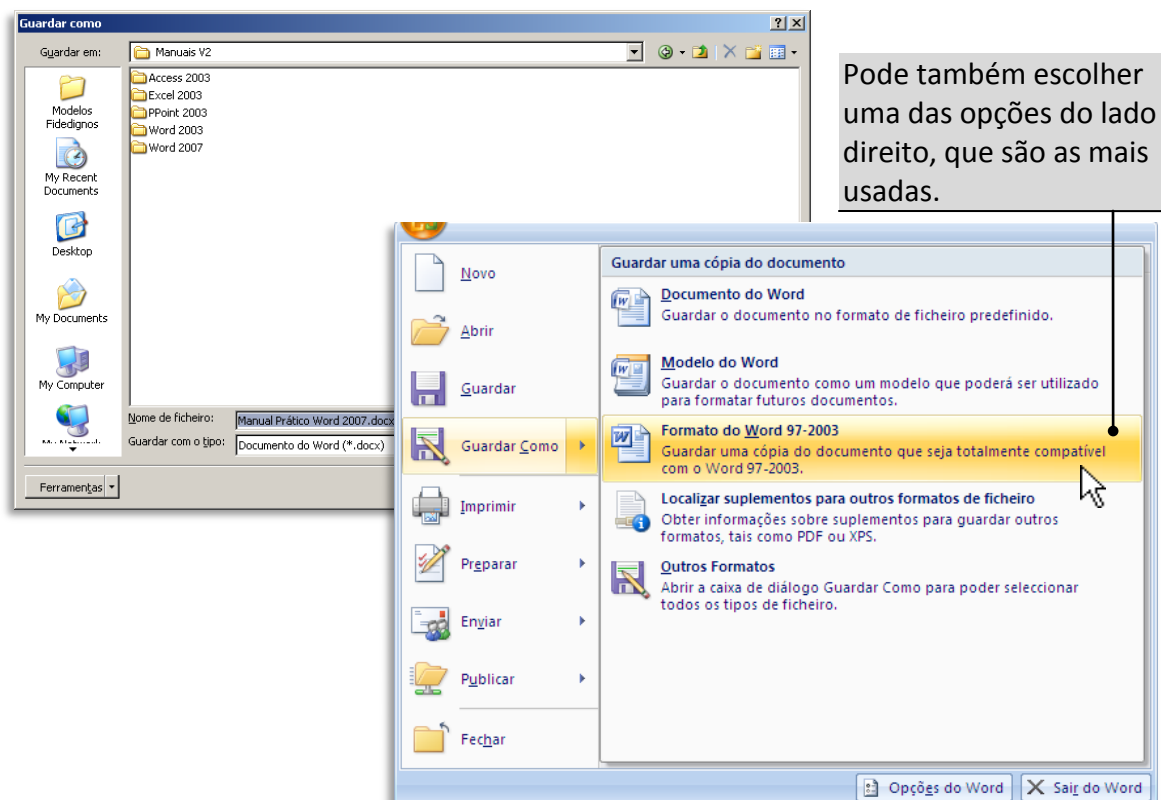 Guardar como
Guardar em: Manuais V2
Modelos
Fidedignos
My Recent
Documents
Desktop
My Documents
My Computer
Access 2003
Excel 2003
PPoint 2003
Word 2003
Word 2007
Nome de ficheiro: Manual Prático Word 2007.docx
Guardar com o tipo: Documento do Word (*.docx)
Ferramentas
Pode também escolher
uma das opções do lado
direito, que são as mais
usadas.
Novo
Abrir
Guardar
Guardar Como
Imprimir
Preparar
Enviar
Publicar
Fechar
Guardar uma cópia do documento
Documento do Word
Guardar o documento no formato de ficheiro predefinido.
Modelo do Word
Guardar o documento como um modelo que poderá ser utilizado
para formatar futuros documentos.
Formato do Word 97-2003
Guardar uma cópia do documento que seja totalmente compatível
com o Word 97-2003.
Localizar suplementos para outros formatos de ficheiro
Obter informações sobre suplementos para guardar outros
formatos, tais como PDF ou XPS.
Outros Formatos
Abrir a caixa de diálogo Guardar Como para poder seleccionar
todos os tipos de ficheiro.
Opções do Word
Sair do Word